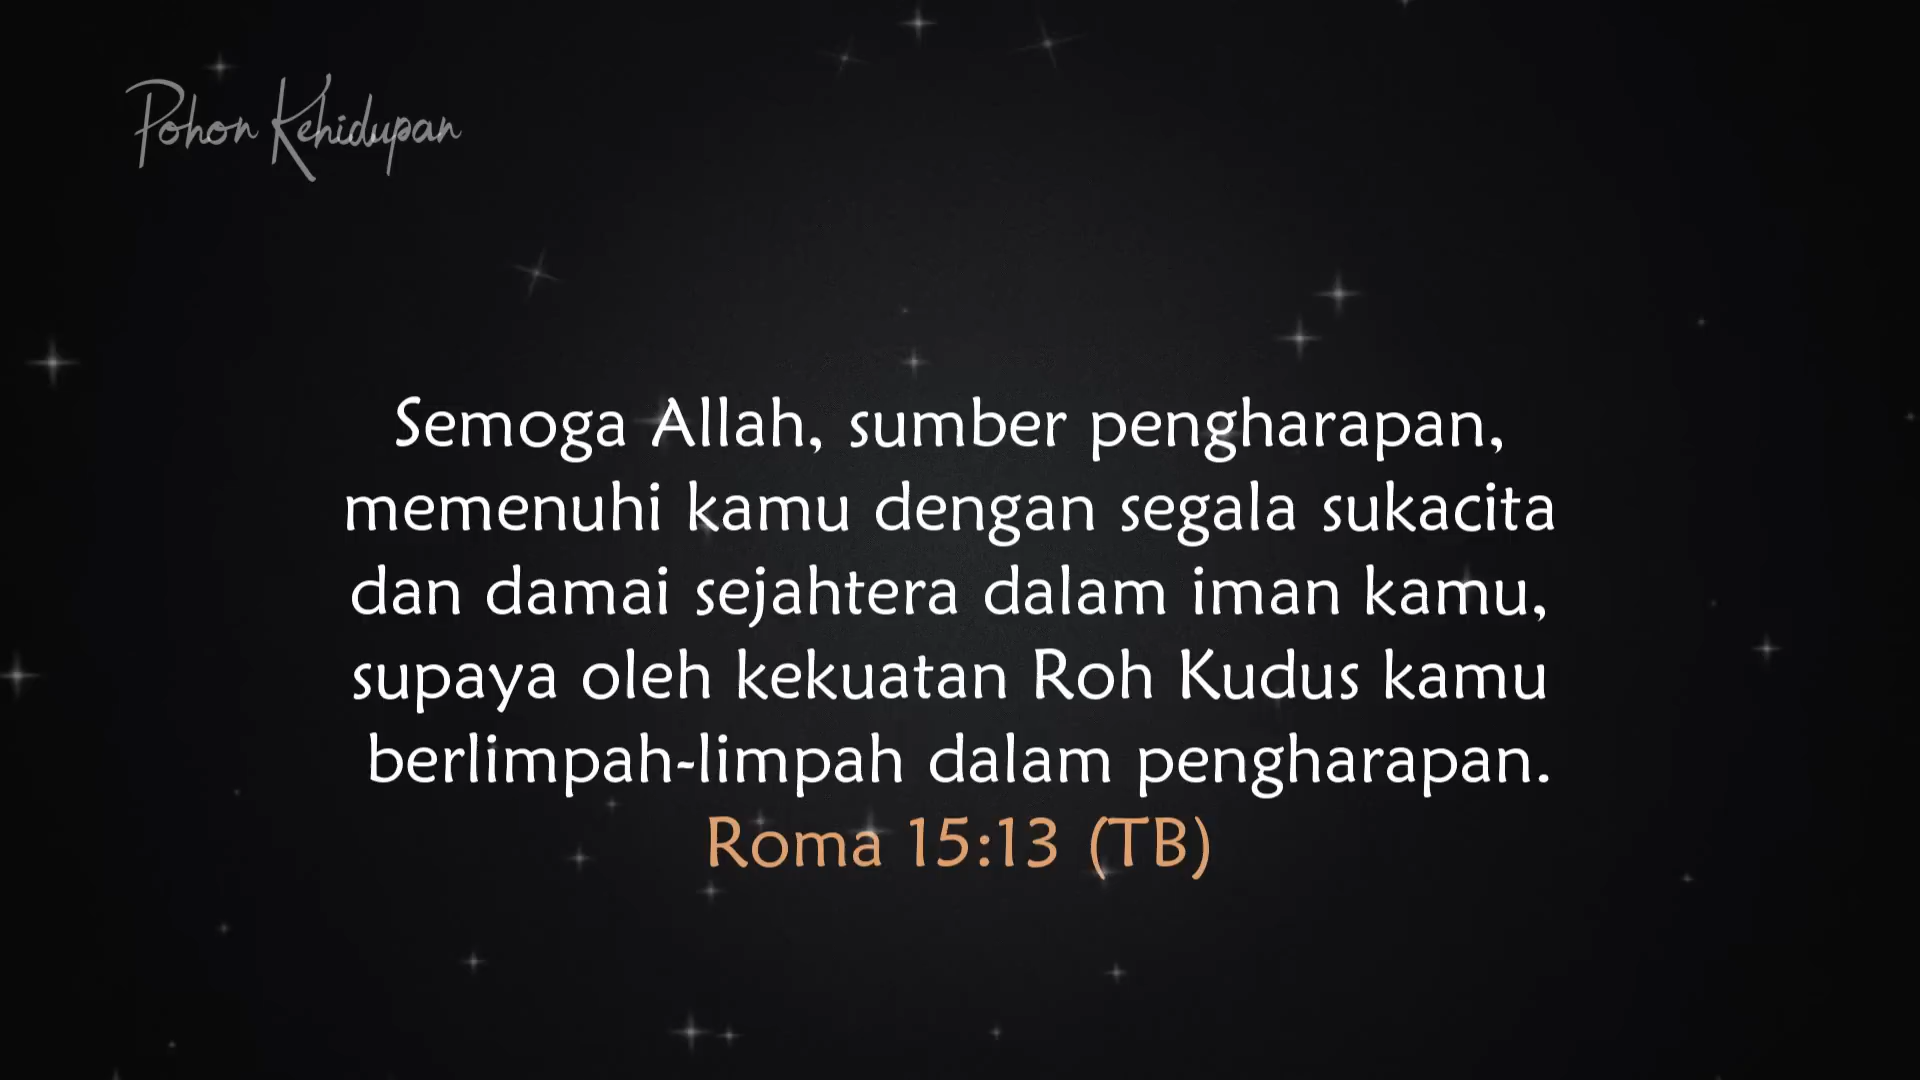 Pohon Kehidupan
Semoga Allah, sumber pengharapan,
memenuhi kamu dengan segala sukacita
dan damai sejahtera dalam iman kamu,
supaya oleh kekuatan Roh Kudus kamu
berlimpah-limpah dalam pengharapan.
Roma 15:13 (TB)